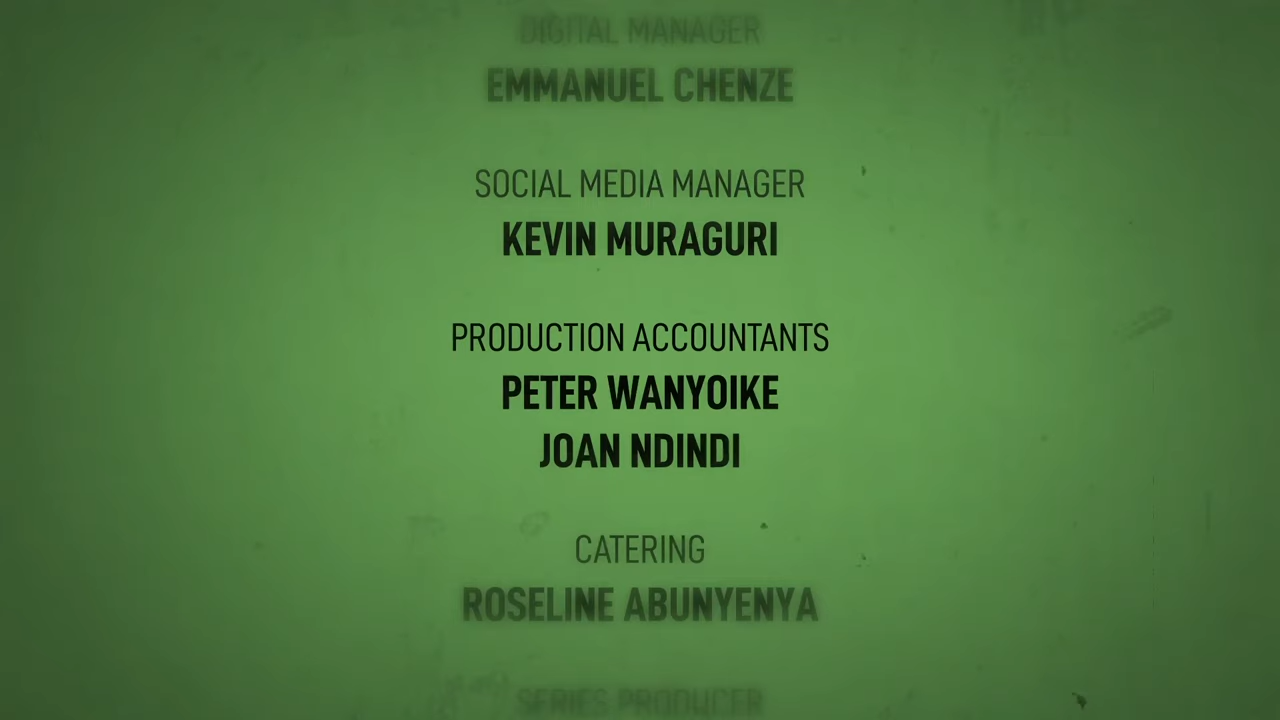 DIGITAL MANAGER
EMMANUEL CHENZE
SOCIAL MEDIA MANAGER
KEVIN MURAGURI
PRODUCTION ACCOUNTANTS
PETER WANYOIKE
JOAN NDINDI
CATERING
ROSELINE ABUNYENYA
SERIES PRODUCER